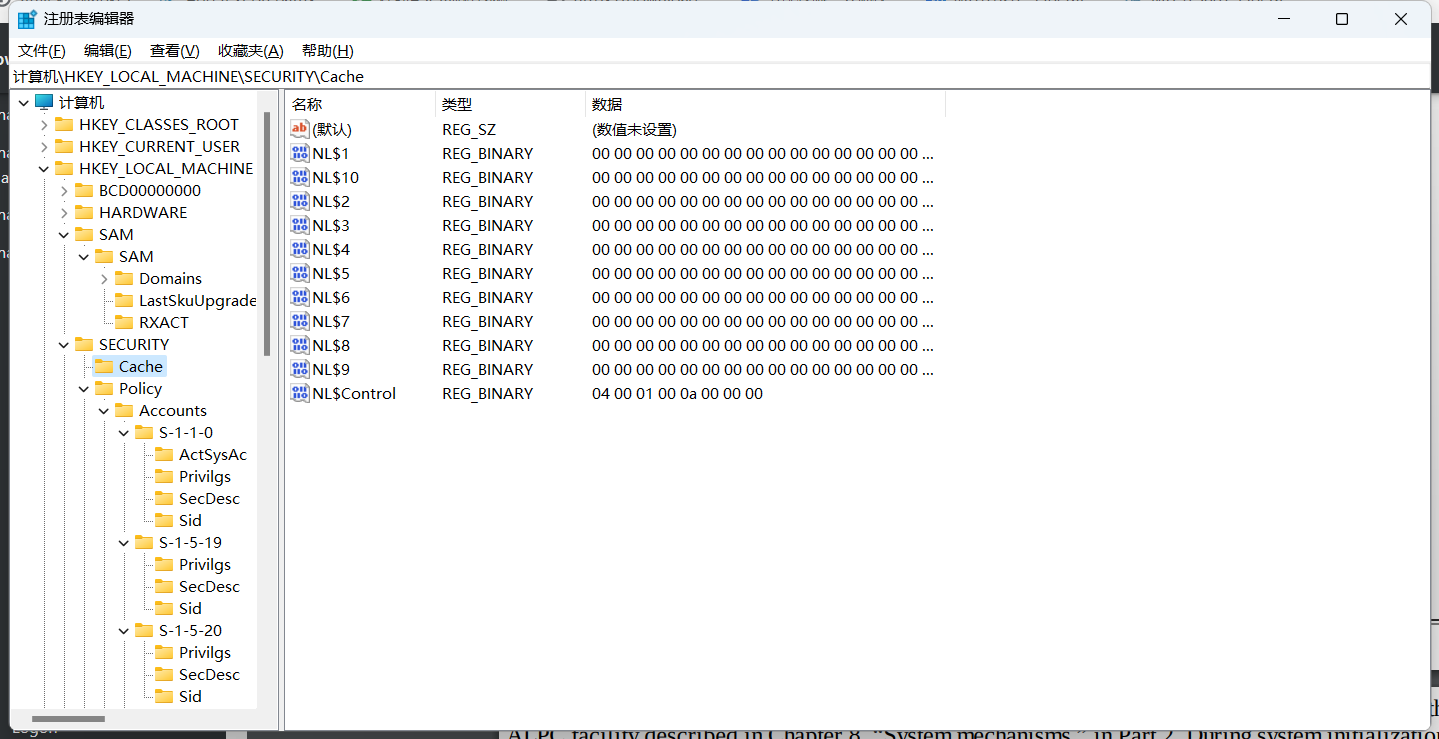 注册表编辑器
文件(F) 编辑(E) 查看(V) 收藏夹(A) 帮助(H)
计算机\HKEY_LOCAL_MACHINE\SECURITY\Cache
计算机
HKEY_CLASSES_ROOT
HKEY_CURRENT_USER
HKEY_LOCAL_MACHINE
BCD00000000
HARDWARE
SAM
SAM
Domains
LastSkuUpgrade
RXACT
SECURITY
Cache
Policy
Accounts
S-1-1-0
ActSysAc
Privilgs
SecDesc
Sid
S-1-5-19
Privilgs
SecDesc
Sid
S-1-5-20
Privilgs
SecDesc
Sid
名称 类型 数据
(默认) REG_SZ (数值未设置)
NL$1 REG_BINARY 00 00 00 00 00 00 00 00 00 00 00 00 00 00 00 ...
NL$10 REG_BINARY 00 00 00 00 00 00 00 00 00 00 00 00 00 00 00 ...
NL$2 REG_BINARY 00 00 00 00 00 00 00 00 00 00 00 00 00 00 00 ...
NL$3 REG_BINARY 00 00 00 00 00 00 00 00 00 00 00 00 00 00 00 ...
NL$4 REG_BINARY 00 00 00 00 00 00 00 00 00 00 00 00 00 00 00 ...
NL$5 REG_BINARY 00 00 00 00 00 00 00 00 00 00 00 00 00 00 00 ...
NL$6 REG_BINARY 00 00 00 00 00 00 00 00 00 00 00 00 00 00 00 ...
NL$7 REG_BINARY 00 00 00 00 00 00 00 00 00 00 00 00 00 00 00 ...
NL$8 REG_BINARY 00 00 00 00 00 00 00 00 00 00 00 00 00 00 00 ...
NL$9 REG_BINARY 00 00 00 00 00 00 00 00 00 00 00 00 00 00 00 ...
NL$Control REG_BINARY 04 00 01 00 0a 00 00 00
ALPC facility described in Chapter 8, “System mechanisms,” in Part 2. During system initialization